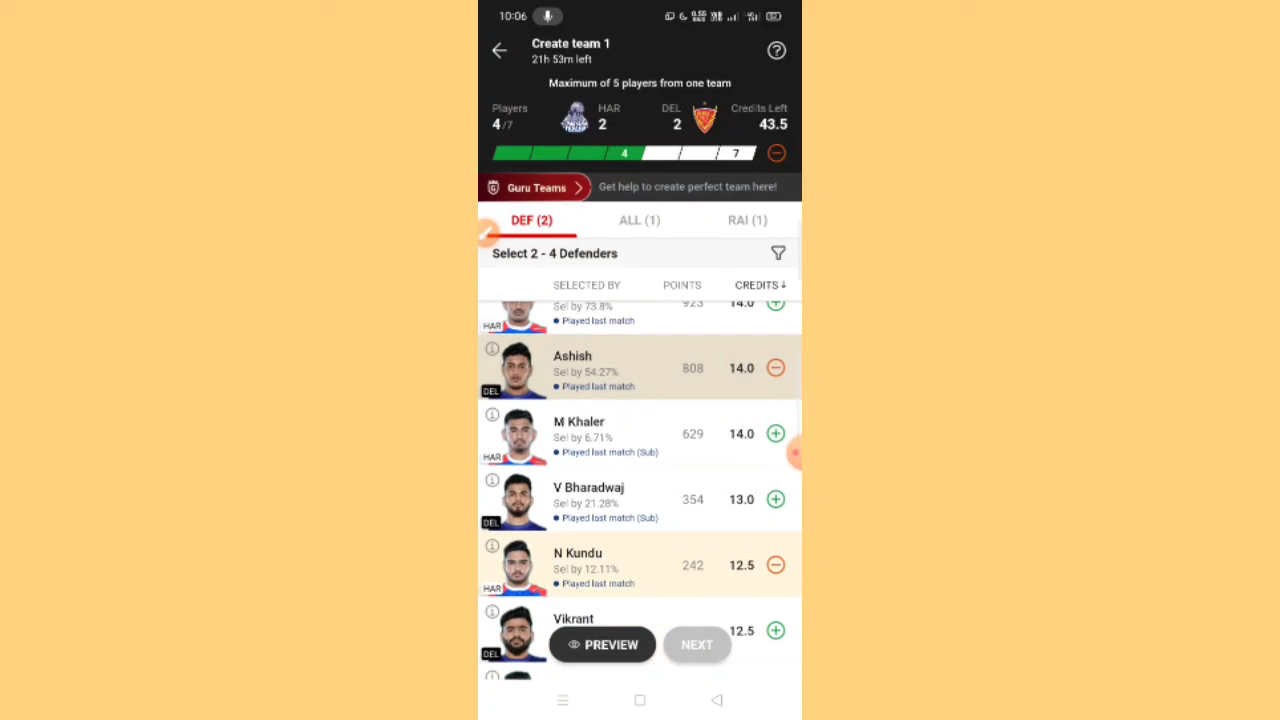 10:06
0.55
Create team 1
21h 53m left
Maximum of 5 players from one team
Players
4/7
HAR
2
DEL
2
Credits Left
43.5
4
7
Guru Teams
Get help to create perfect team here!
DEF (2)
ALL (1)
RAI (1)
Select 2 - 4 Defenders
SELECTED BY
POINTS
CREDITS↓
Sel by 73.8%
923
14.0
Played last match
HAR
Ashish
Sel by 54.27%
Played last match
808
14.0
DEL
M Khaler
Sel by 6.71%
Played last match (Sub)
629
14.0
HAR
V Bharadwaj
Sel by 21.28%
Played last match (Sub)
354
13.0
DEL
N Kundu
Sel by 12.11%
Played last match
242
12.5
HAR
Vikrant
12.5
DEL
PREVIEW
NEXT